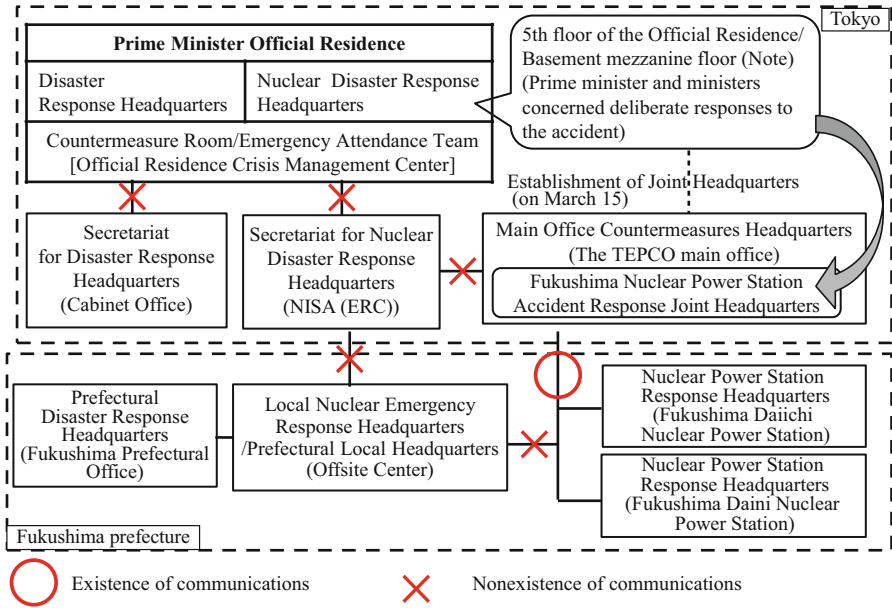 Tokyo
Prime Minister Official Residence
Disaster
Response Headquarters
Nuclear Disaster Response
Headquarters
Countermeasure Room/Emergency Attendance Team
[Official Residence Crisis Management Center]
5th floor of the Official Residence/
Basement mezzanine floor (Note)
(Prime minister and ministers
concerned deliberate responses to
the accident)
Establishment of Joint Headquarters
(on March 15)
Secretariat
for Disaster Response
Headquarters
(Cabinet Office)
Secretariat for Nuclear
Disaster Response
Headquarters
(NISA (ERC))
Main Office Countermeasures Headquarters
(The TEPCO main office)
Fukushima Nuclear Power Station
Accident Response Joint Headquarters
Prefectural
Disaster Response
Headquarters
(Fukushima Prefectural
Office)
Local Nuclear Emergency
Response Headquarters
/Prefectural Local Headquarters
(Offsite Center)
Nuclear Power Station
Response Headquarters
(Fukushima Daiichi
Nuclear Power Station)
Nuclear Power Station
Response Headquarters
(Fukushima Daini Nuclear
Power Station)
Fukushima prefecture
Existence of communications
Nonexistence of communications